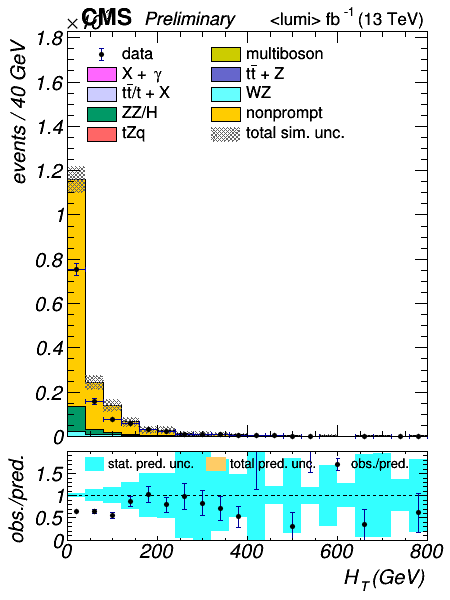 CMS Preliminary <lumi> fb⁻¹ (13 TeV)
events / 40 GeV
data
multiboson
X + γ
tt̄ + Z
tt̄/t + X
WZ
ZZ/H
nonprompt
tZq
total sim. unc.
1.8
1.6
1.4
1.2
1
0.8
0.6
0.4
0.2
0
obs./pred.
stat. pred. unc.
total pred. unc.
obs./pred.
1.5
1
0.5
0
0 200 400 600 800
H_T(GeV)